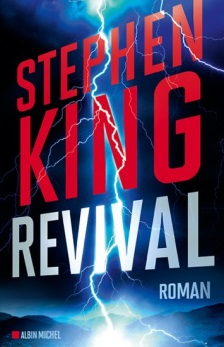 STEPHEN
KING
REVIVAL
ROMAN
ALBIN MICHEL